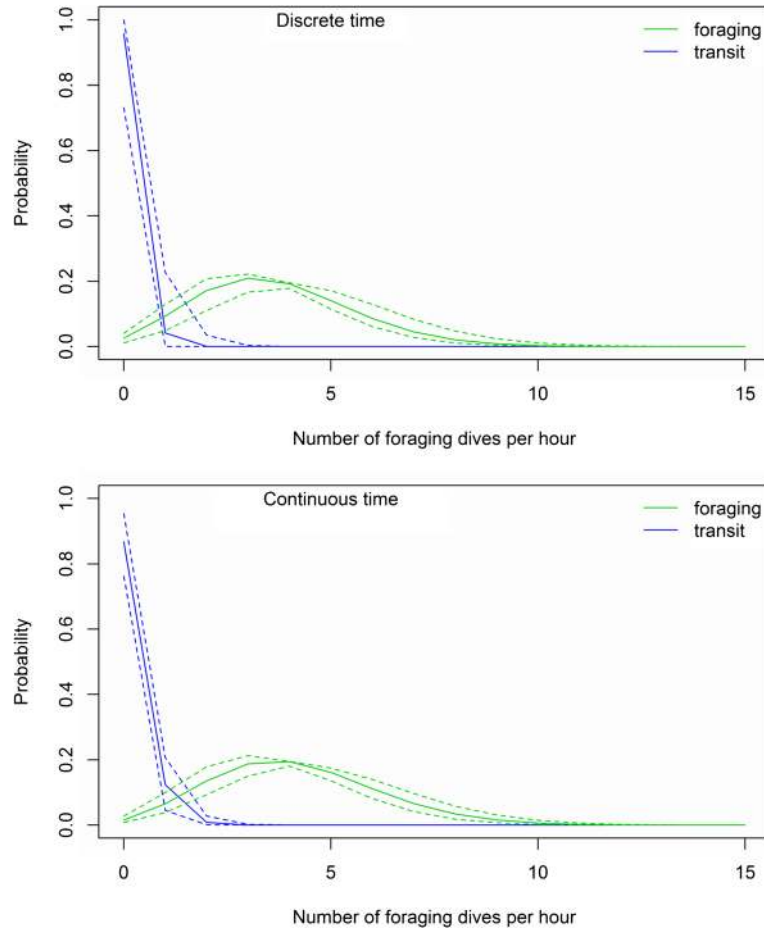 Discrete time
foraging
transit
Probability
0.0 0.2 0.4 0.6 0.8 1.0
0 5 10 15
Number of foraging dives per hour
Continuous time
foraging
transit
Probability
0.0 0.2 0.4 0.6 0.8 1.0
0 5 10 15
Number of foraging dives per hour